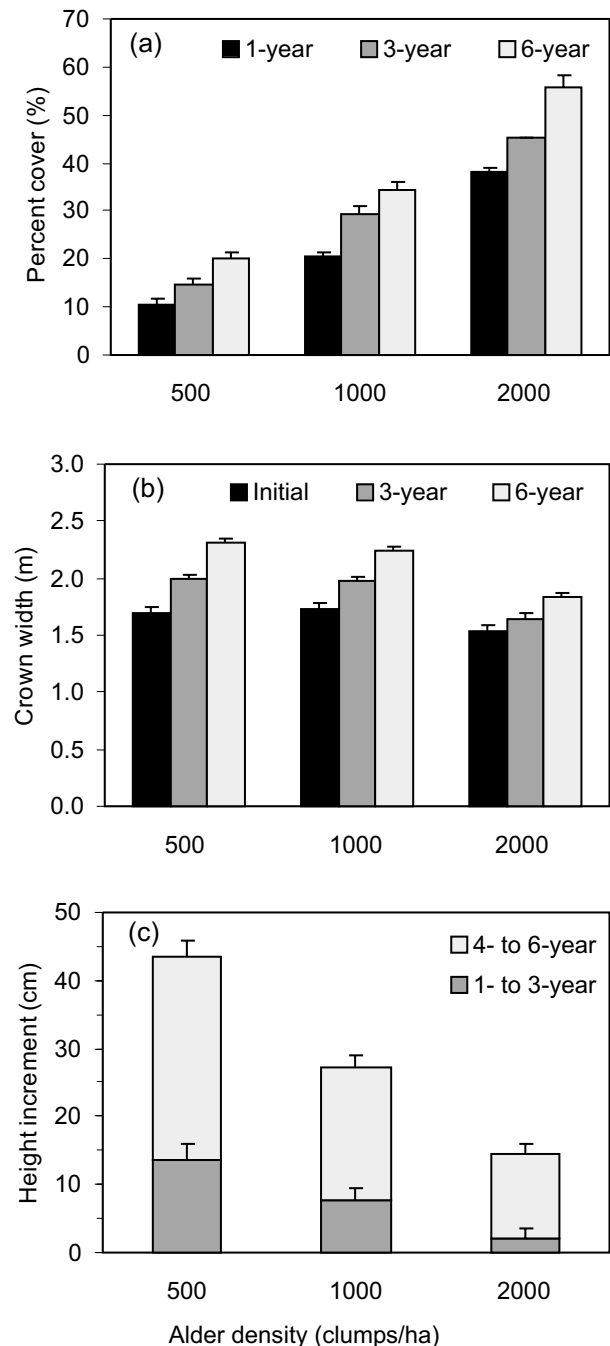 70
(a)
1-year 3-year 6-year
60
50
40
30
20
10
0
Percent cover (%)
500 1000 2000
3.0
(b)
Initial 3-year 6-year
2.5
2.0
1.5
1.0
0.5
0.0
Crown width (m)
500 1000 2000
50
(c)
4- to 6-year
1- to 3-year
40
30
20
10
0
Height increment (cm)
500 1000 2000
Alder density (clumps/ha)